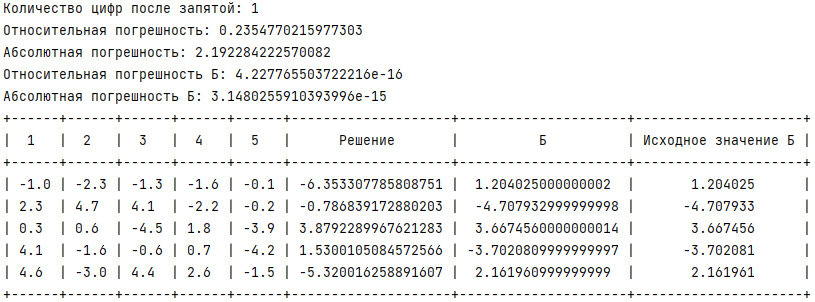 Количество цифр после запятой: 1
Относительная погрешность: 0.2354770215977303
Абсолютная погрешность: 2.192284222570082
Относительная погрешность Б: 4.227765503722216e-16
Абсолютная погрешность Б: 3.1480255910393996e-15
+------+------+------+------+------+--------------------+---------------------+---------------------+
| 1 | 2 | 3 | 4 | 5 | Решение | Б | Исходное значение Б |
+------+------+------+------+------+--------------------+---------------------+---------------------+
| -1.0 | -2.3 | -1.3 | -1.6 | -0.1 | -6.353307785808751 | 1.204025000000002 | 1.204025 |
| 2.3 | 4.7 | 4.1 | -2.2 | -0.2 | -0.786839172880203 | -4.707932999999998 | -4.707933 |
| 0.3 | 0.6 | -4.5 | 1.8 | -3.9 | 3.8792289967621283 | 3.6674560000000014 | 3.667456 |
| 4.1 | -1.6 | -0.6 | 0.7 | -4.2 | 1.5300105084572566 | -3.7020809999999997 | -3.702081 |
| 4.6 | -3.0 | 4.4 | 2.6 | -1.5 | -5.320016258891607 | 2.161960999999999 | 2.161961 |
+------+------+------+------+------+--------------------+---------------------+---------------------+